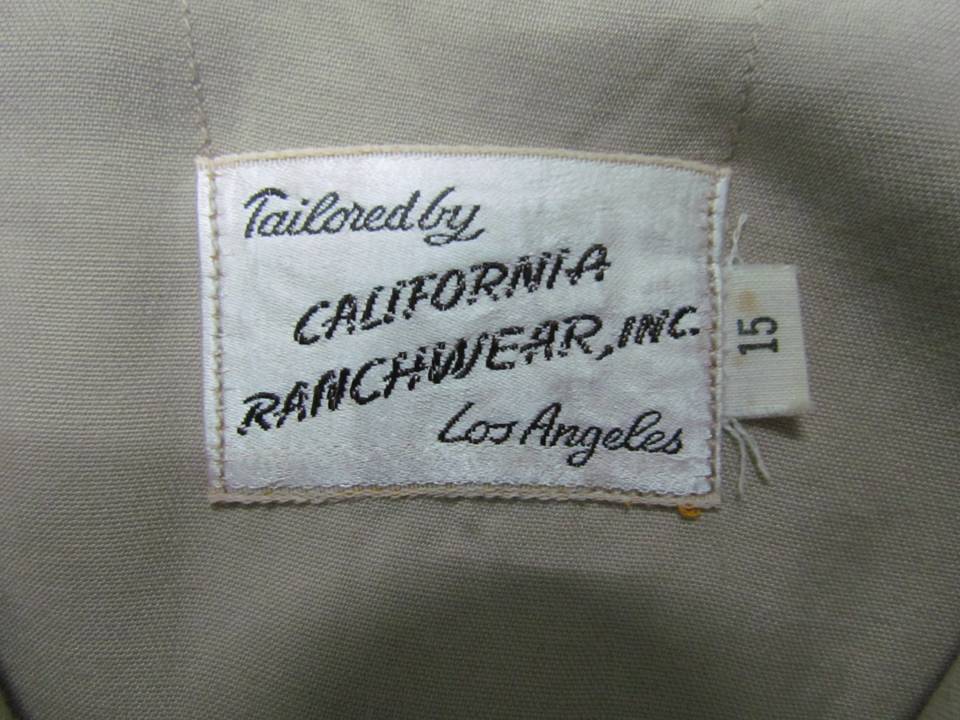 Tailored by
CALIFORNIA
RANCHWEAR, INC.
Los Angeles
15